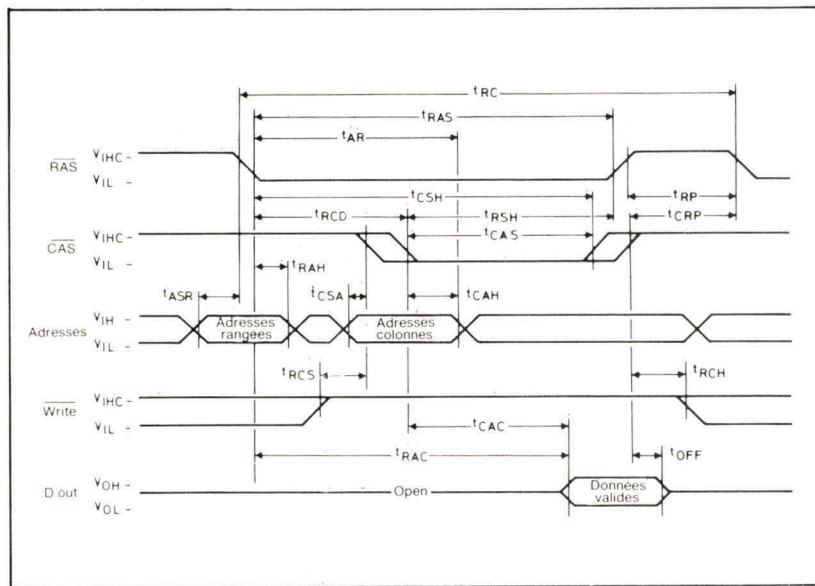 tRC
tRAS
tAR
RAS
VIHC -
VIL -
tCSH
tRP
tRCD
tRSH
tCRP
CAS
VIHC -
VIL -
tCAS
tRAH
tASR
tCSA
tCAH
Adresses
VIH -
VIL -
Adresses
rangées
Adresses
colonnes
tRCS
tRCH
Write
VIHC -
VIL -
tCAC
tRAC
tOFF
D out
VOH -
VOL -
Open
Données
valides